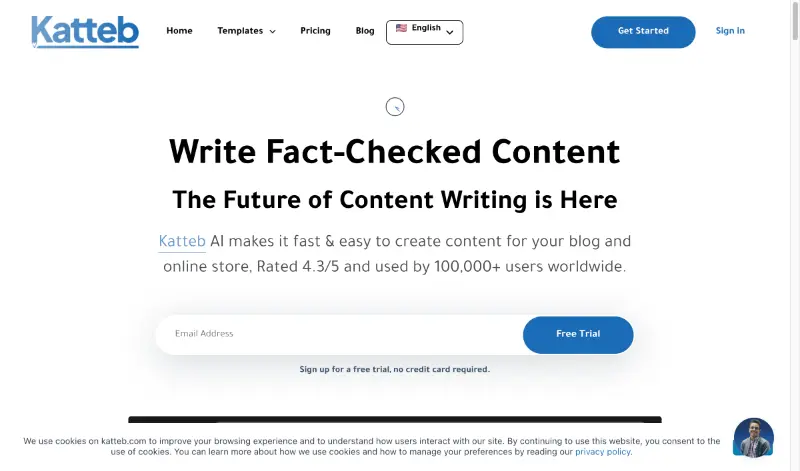 Katteb
Home
Templates
Pricing
Blog
English
Get Started
Sign in
Write Fact-Checked Content
The Future of Content Writing is Here
Katteb AI makes it fast & easy to create content for your blog and
online store, Rated 4.3/5 and used by 100,000+ users worldwide.
Email Address
Free Trial
Sign up for a free trial, no credit card required.
We use cookies on katteb.com to improve your browsing experience and to understand how users interact with our site. By continuing to use this website, you consent to the
use of cookies. You can learn more about how we use cookies and how to manage your preferences by reading our privacy policy.